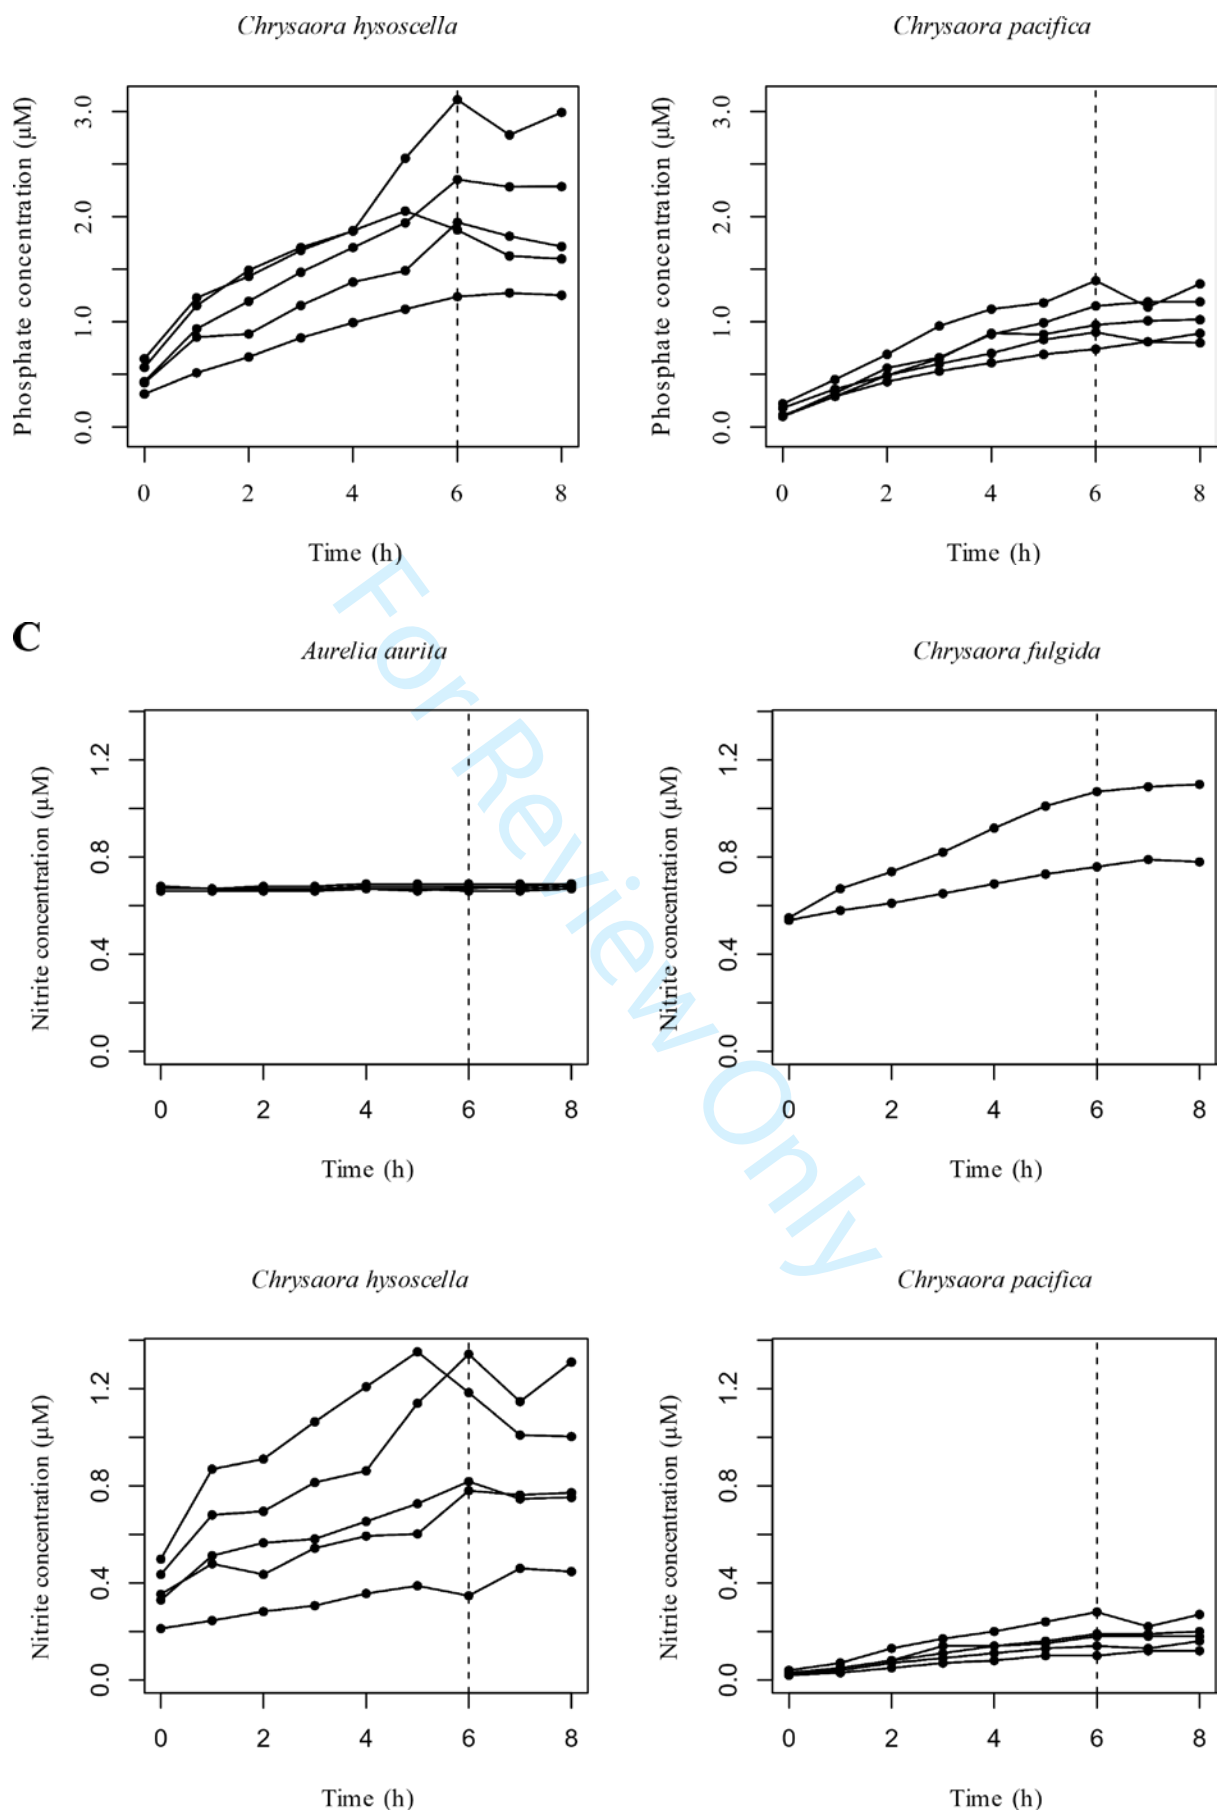 Chrysaora hysoscella
Chrysaora pacifica
Phosphate concentration (µM)
0.0 1.0 2.0 3.0
0 2 4 6 8
Time (h)
Phosphate concentration (µM)
0.0 1.0 2.0 3.0
0 2 4 6 8
Time (h)
C
Aurelia aurita
Chrysaora fulgida
Nitrite concentration (µM)
0.0 0.4 0.8 1.2
0 2 4 6 8
Time (h)
Nitrite concentration (µM)
0.0 0.4 0.8 1.2
0 2 4 6 8
Time (h)
For Review Only
Chrysaora hysoscella
Chrysaora pacifica
Nitrite concentration (µM)
0.0 0.4 0.8 1.2
0 2 4 6 8
Time (h)
Nitrite concentration (µM)
0.0 0.4 0.8 1.2
0 2 4 6 8
Time (h)